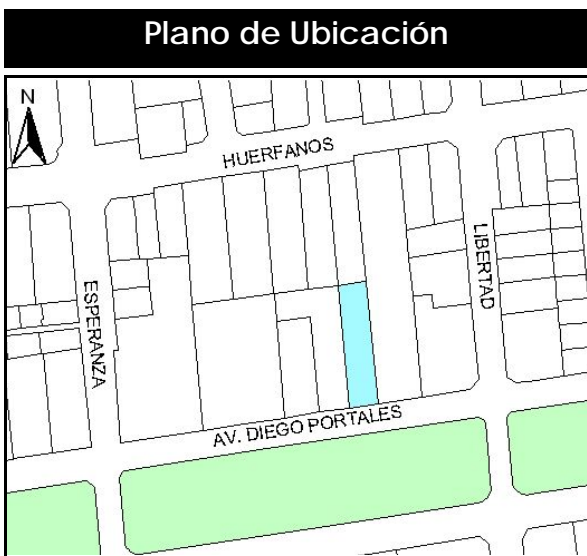 Plano de Ubicación
N
HUERFANOS
LIBERTAD
ESPERANZA
AV. DIEGO PORTALES